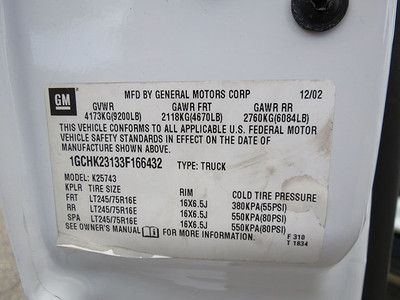 GM
MFD BY GENERAL MOTORS CORP 12/02
GVWR GAWR FRT GAWR RR
4173KG(9200LB) 2118KG(4670LB) 2760KG(6084LB)
THIS VEHICLE CONFORMS TO ALL APPLICABLE U.S. FEDERAL MOTOR
VEHICLE SAFETY STANDARDS IN EFFECT ON THE DATE OF
MANUFACTURE SHOWN ABOVE.
1GCHK23133F166432 TYPE: TRUCK
MODEL: K25743
KPLR TIRE SIZE RIM COLD TIRE PRESSURE
FRT LT245/75R16E 16X6.5J 380KPA(55PSI)
RR LT245/75R16E 16X6.5J 550KPA(80PSI)
SPA LT245/75R16E 16X6.5J 550KPA(80PSI)
SEE OWNER'S MANUAL FOR MORE INFORMATION. F 310
T 1834